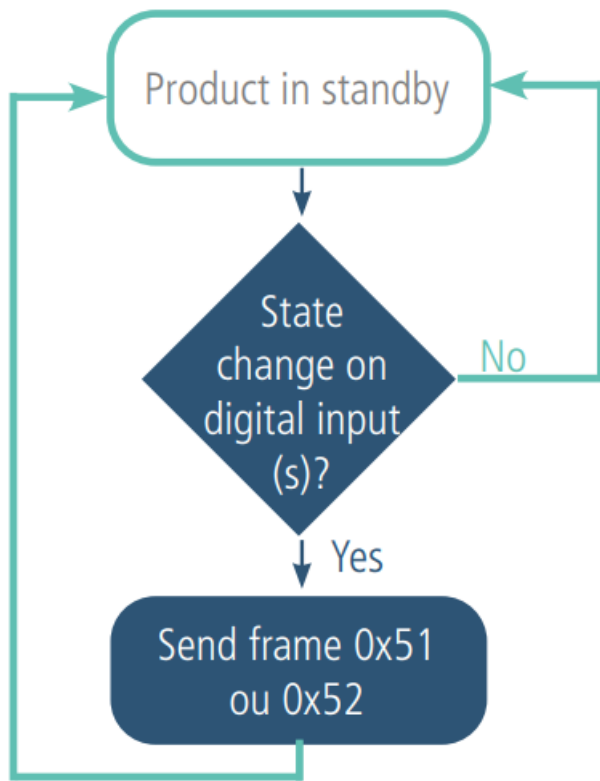 Product in standby
State
change on
digital input
(s)?
No
Yes
Send frame 0x51
ou 0x52